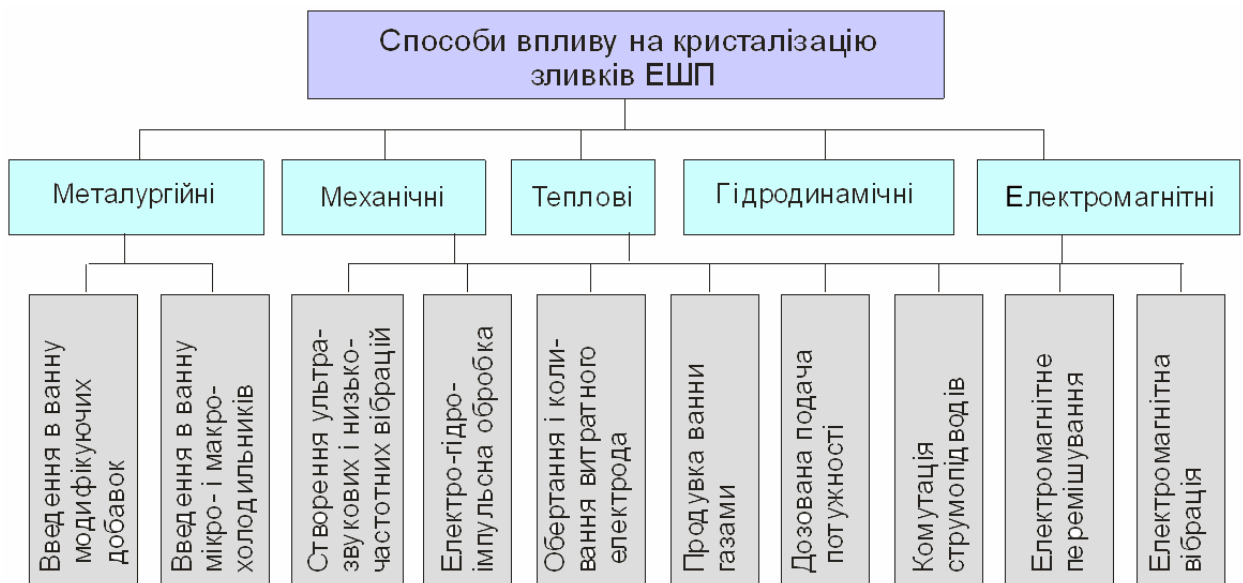 Способи впливу на кристалізацію
зливків ЕШП
Металургійні
Механічні
Теплові
Гідродинамічні
Електромагнітні
Введення в ванну
модифікуючих
добавок
Введення в ванну
мікро- і макро-
холодильників
Створення ультра-
звукових і низько-
частотних вібрацій
Електро-гідро-
імпульсна обробка
Обертання і коли-
вання витратного
електрода
Продувка ванни
газами
Дозована подача
потужності
Комутація
струмопідводів
Електромагнітне
перемішування
Електромагнітна
вібрація